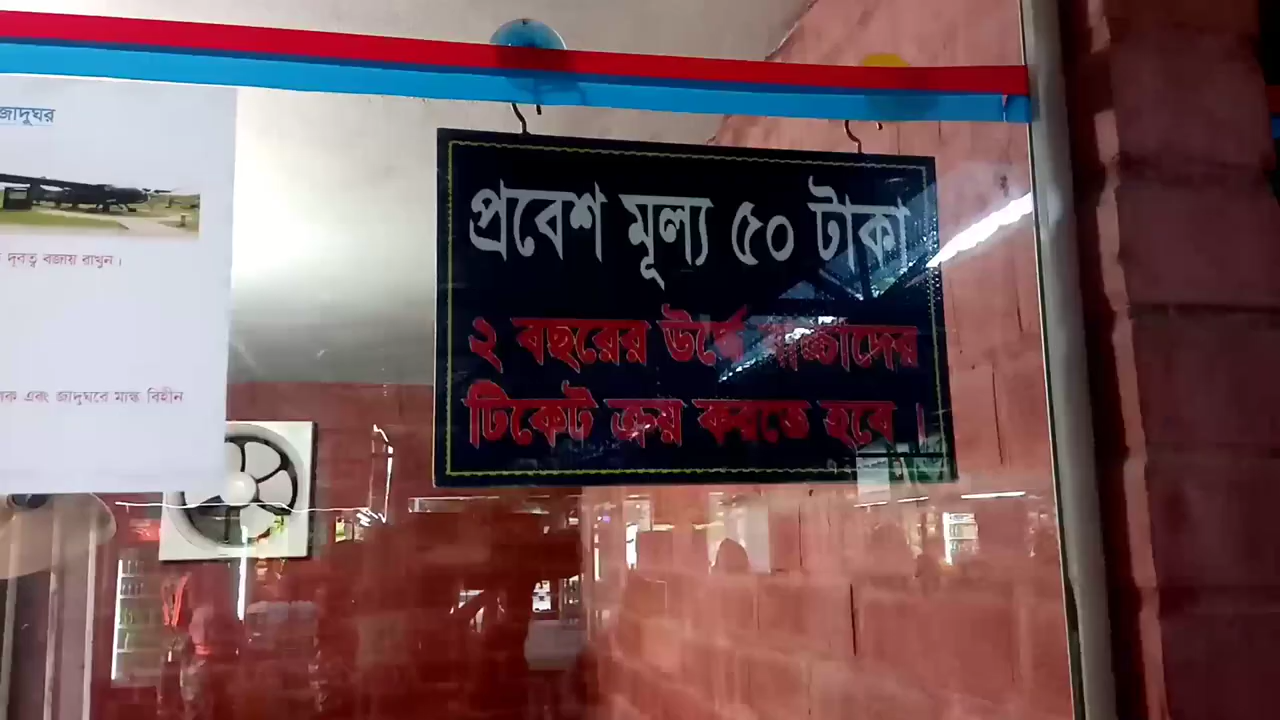 জাদুঘর
দূরত্ব বজায় রাখুন।
এবং জাদুঘরে মাস্ক বিহীন
প্রবেশ মূল্য ৫০ টাকা
২ বছরের উর্ধ্বে বাচ্চাদের
টিকেট ক্রয় করতে হবে।